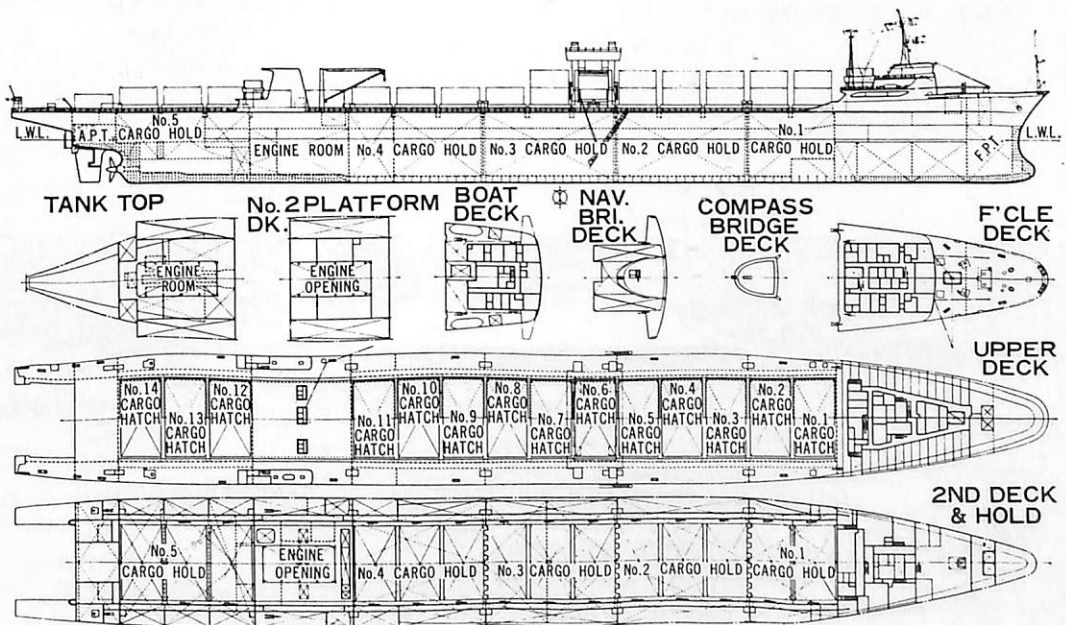 No.5
CARGO HOLD
No.1
L.W.L.
A.P.T.
ENGINE ROOM
No.4 CARGO HOLD
No.3 CARGO HOLD
No.2 CARGO HOLD
CARGO HOLD
F.P.T.
L.W.L.
TANK TOP
No.2 PLATFORM
DK.
BOAT
DECK
NAV.
BRI.
DECK
COMPASS
BRIDGE
DECK
F'CLE
DECK
ENGINE
ROOM
ENGINE
OPENING
UPPER
DECK
No.14
CARGO
HATCH
No.13
CARGO
HATCH
No.12
CARGO
HATCH
No.11
CARGO
HATCH
No.10
CARGO
HATCH
No.9
CARGO
HATCH
No.8
CARGO
HATCH
No.7
CARGO
HATCH
No.6
CARGO
HATCH
No.5
CARGO
HATCH
No.4
CARGO
HATCH
No.3
CARGO
HATCH
No.2
CARGO
HATCH
No.1
CARGO
HATCH
2ND DECK
& HOLD
No.5
CARGO HOLD
ENGINE
OPENING
No.4 CARGO HOLD
No.3 CARGO HOLD
No.2 CARGO HOLD
No.1
CARGO HOLD